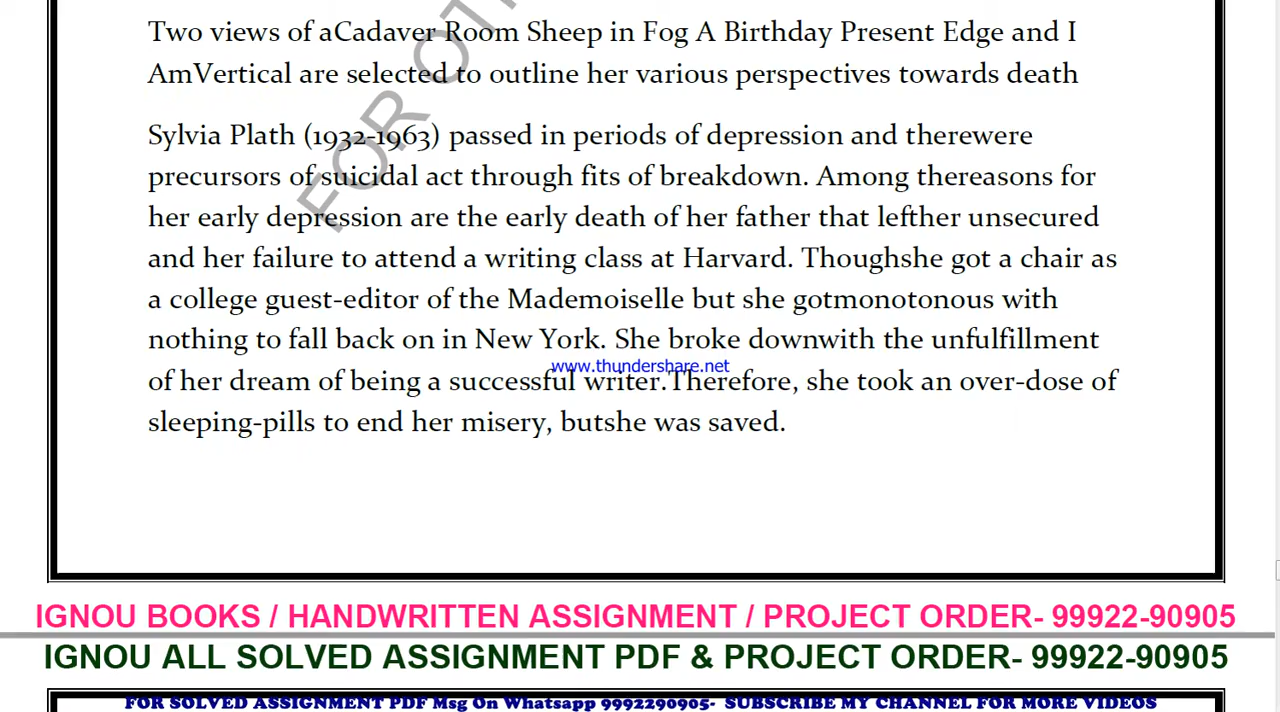 Two views of aCadaver Room Sheep in Fog A Birthday Present Edge and I
AmVertical are selected to outline her various perspectives towards death
Sylvia Plath (1932-1963) passed in periods of depression and therewere
precursors of suicidal act through fits of breakdown. Among thereasons for
her early depression are the early death of her father that lefther unsecured
and her failure to attend a writing class at Harvard. Thoughshe got a chair as
a college guest-editor of the Mademoiselle but she gotmonotonous with
nothing to fall back on in New York. She broke downwith the unfulfillment
www.thundershare.net
of her dream of being a successful writer.Therefore, she took an over-dose of
sleeping-pills to end her misery, butshe was saved.
FOR OT
IGNOU BOOKS / HANDWRITTEN ASSIGNMENT / PROJECT ORDER- 99922-90905
IGNOU ALL SOLVED ASSIGNMENT PDF & PROJECT ORDER- 99922-90905
FOR SOLVED ASSIGNMENT PDF Msg On Whatsapp 9992290905- SUBSCRIBE MY CHANNEL FOR MORE VIDEOS